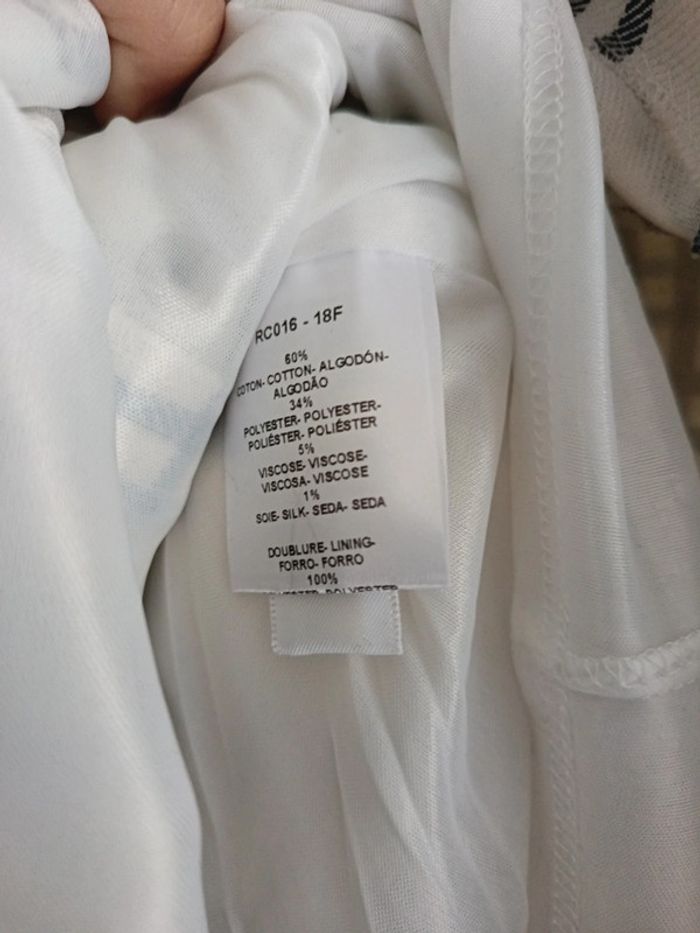 RC016 - 18F
60%
COTON- COTTON- ALGODÓN-
ALGODÃO
34%
POLYESTER- POLYESTER-
POLIÉSTER- POLIÉSTER
5%
VISCOSE- VISCOSE-
VISCOSA- VISCOSE
1%
SOIE- SILK- SEDA- SEDA
DOUBLURE- LINING-
FORRO- FORRO
100%